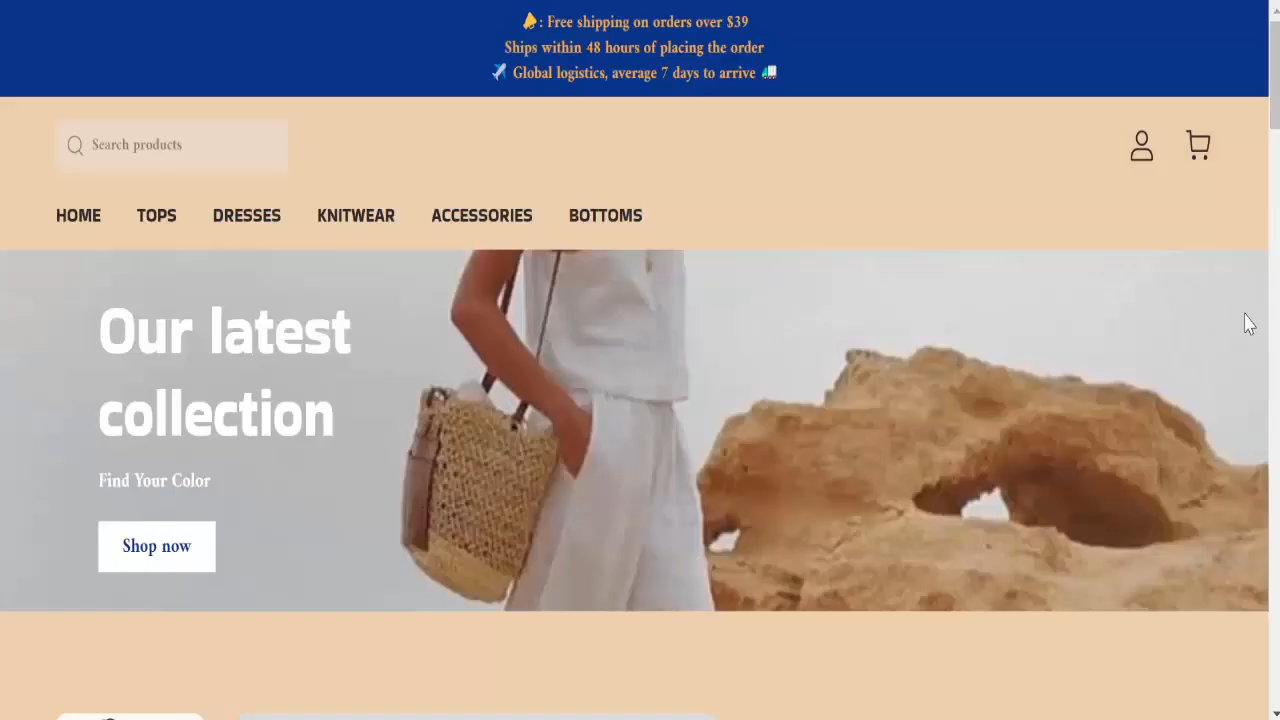 : Free shipping on orders over $39
Ships within 48 hours of placing the order
Global logistics, average 7 days to arrive
Search products
HOME TOPS DRESSES KNITWEAR ACCESSORIES BOTTOMS
Our latest
collection
Find Your Color
Shop now